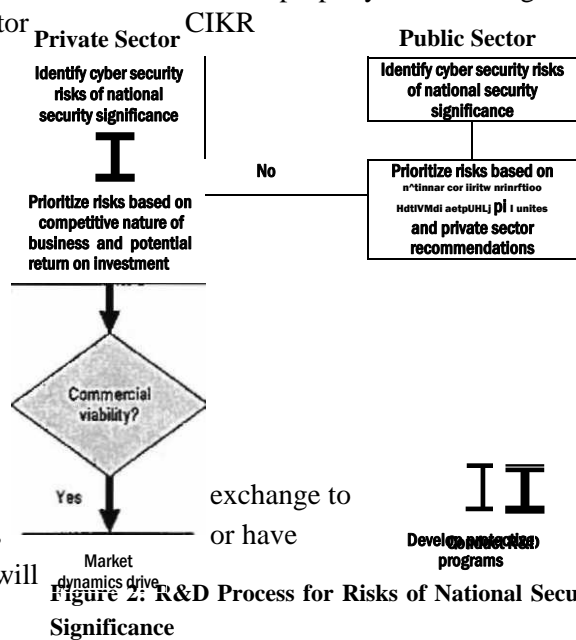 tor
Private Sector
CIKR
Public Sector
Identify cyber security
risks of national
security significance
Prioritize risks based on
competitive nature of
business and potential
return on investment
No
Identify cyber security risks
of national security
significance
Prioritize risks based on
and private sector
recommendations
Commercial
viability?
Yes
exchange to
or have
will
Market
dynamics drive
programs
Figure 2: R&D Process for Risks of National Secu
Significance